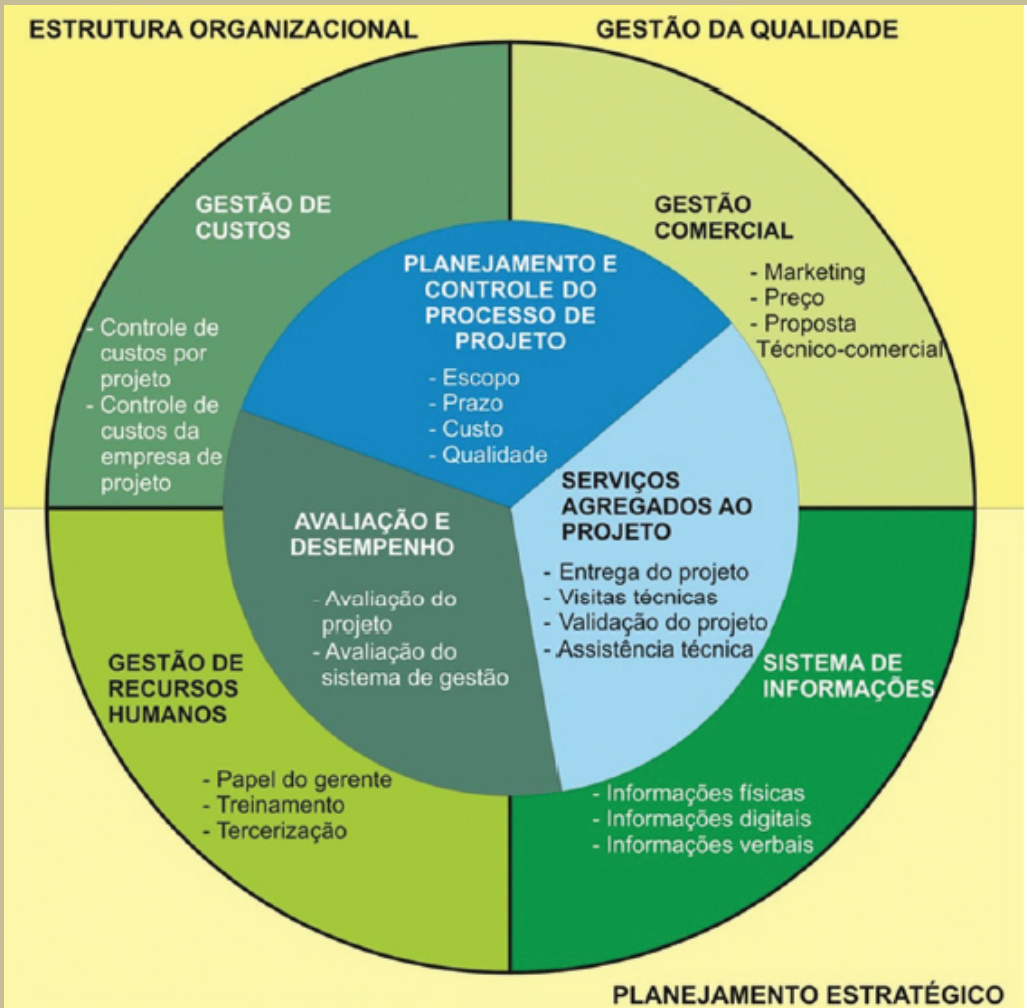 ESTRUTURA ORGANIZACIONAL
GESTÃO DA QUALIDADE
GESTÃO DE
CUSTOS
- Controle de
custos por
projeto
- Controle de
custos da
empresa de
projeto
GESTÃO
COMERCIAL
- Marketing
- Preço
- Proposta
Técnico-comercial
PLANEJAMENTO E
CONTROLE DO
PROCESSO DE
PROJETO
- Escopo
- Prazo
- Custo
- Qualidade
AVALIAÇÃO E
DESEMPENHO
- Avaliação do
projeto
- Avaliação do
sistema de gestão
SERVIÇOS
AGREGADOS AO
PROJETO
- Entrega do projeto
- Visitas técnicas
- Validação do projeto
- Assistência técnica
GESTÃO DE
RECURSOS
HUMANOS
- Papel do gerente
- Treinamento
- Tercerização
SISTEMA DE
INFORMAÇÕES
- Informações físicas
- Informações digitais
- Informações verbais
PLANEJAMENTO ESTRATÉGICO